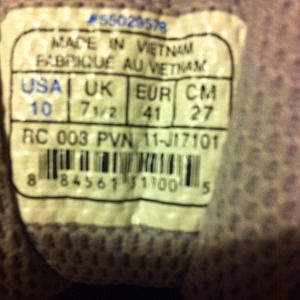 #55029578
MADE IN VIETNAM
FABRIQUE AU VIETNAM
USA UK EUR CM
10 7 1/2 41 27
RC 003 PVN 11-J17101
8 84561 11100 5